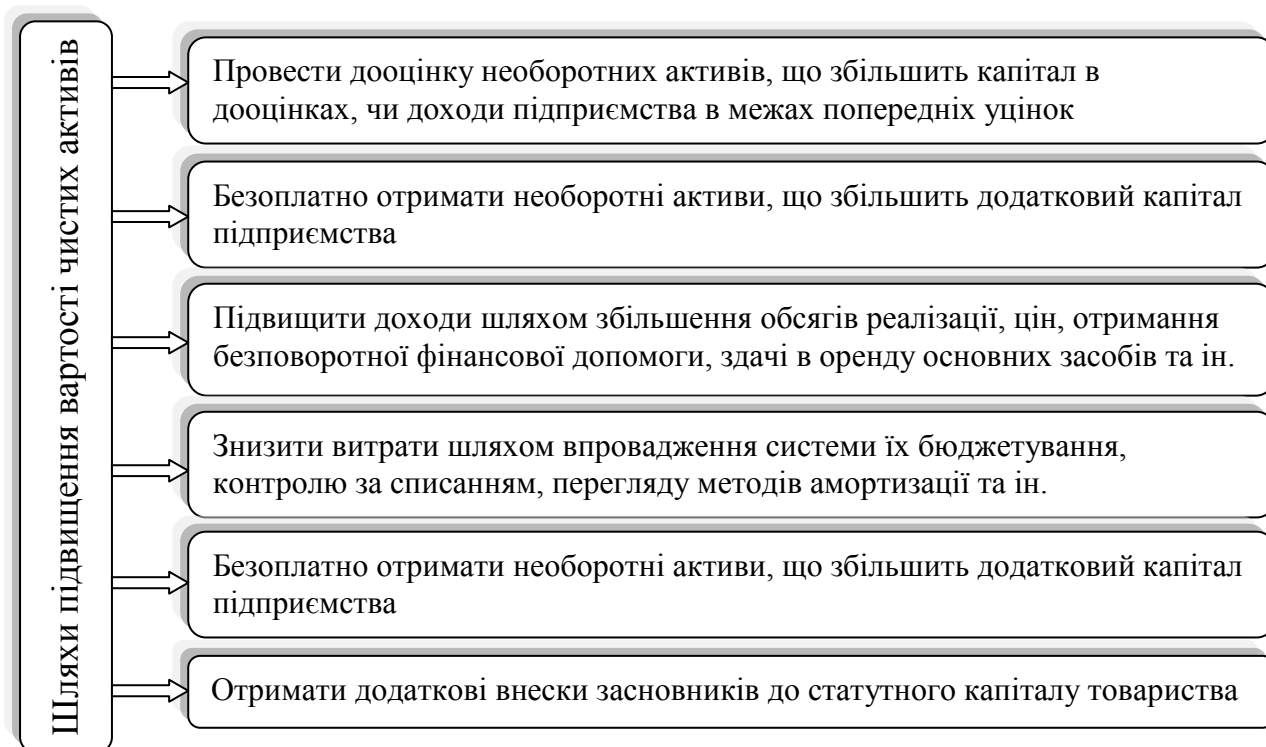 Шляхи підвищення вартості чистих активів
Провести дооцінку необоротних активів, що збільшить капітал в
дооцінках, чи доходи підприємства в межах попередніх уцінок
Безоплатно отримати необоротні активи, що збільшить додатковий капітал
підприємства
Підвищити доходи шляхом збільшення обсягів реалізації, цін, отримання
безповоротної фінансової допомоги, здачі в оренду основних засобів та ін.
Знизити витрати шляхом впровадження системи їх бюджетування,
контролю за списанням, перегляду методів амортизації та ін.
Безоплатно отримати необоротні активи, що збільшить додатковий капітал
підприємства
Отримати додаткові внески засновників до статутного капіталу товариства